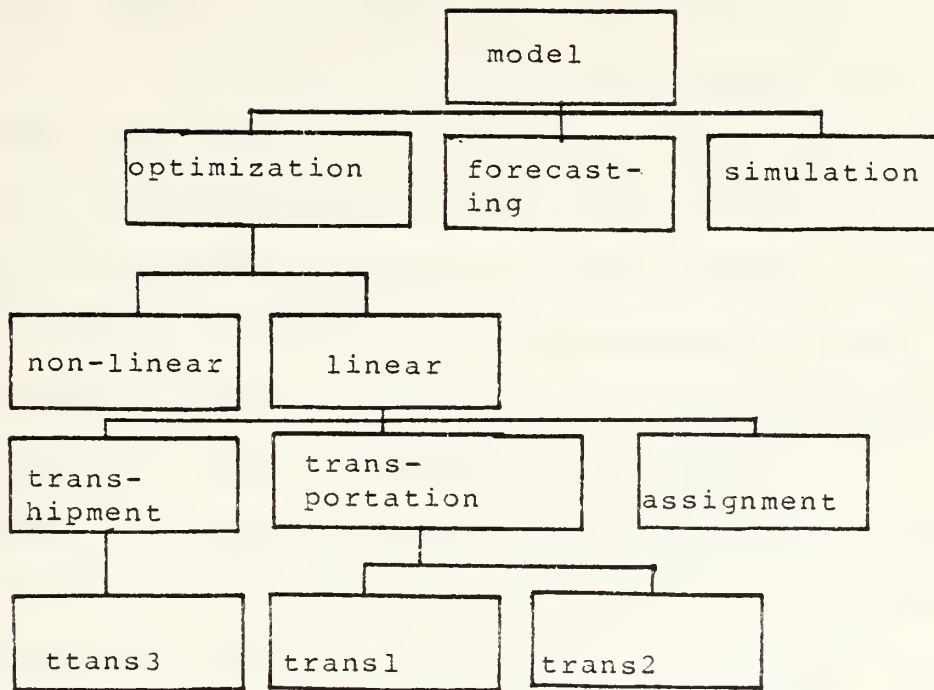 model
optimization
forecast-
ing
simulation
non-linear
linear
trans-
hipment
trans-
portation
assignment
ttans3
trans1
trans2